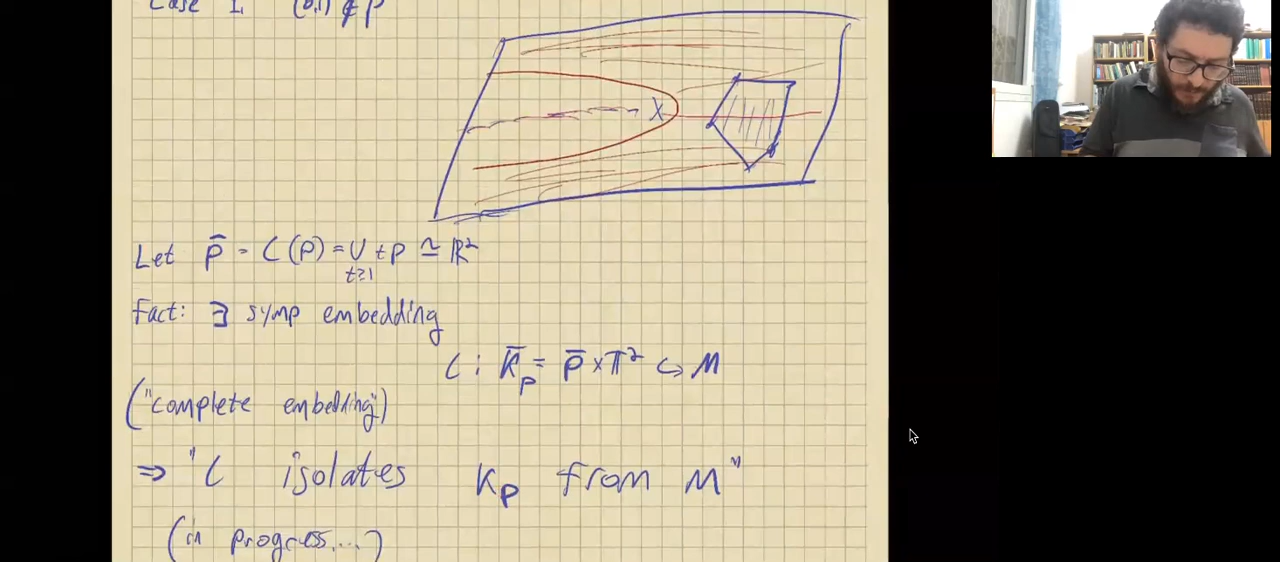 Case 1, (0,1) ∉ P
X
Let P̄ = C(P) = ∪ tP ≅ ℝ²
t≥1
Fact: ∃ symp embedding
C : K̄_P = P̄ × 𝕋² ↪ M
("complete embedding")
⇒ "C isolates K_P from M"
(in progress...)